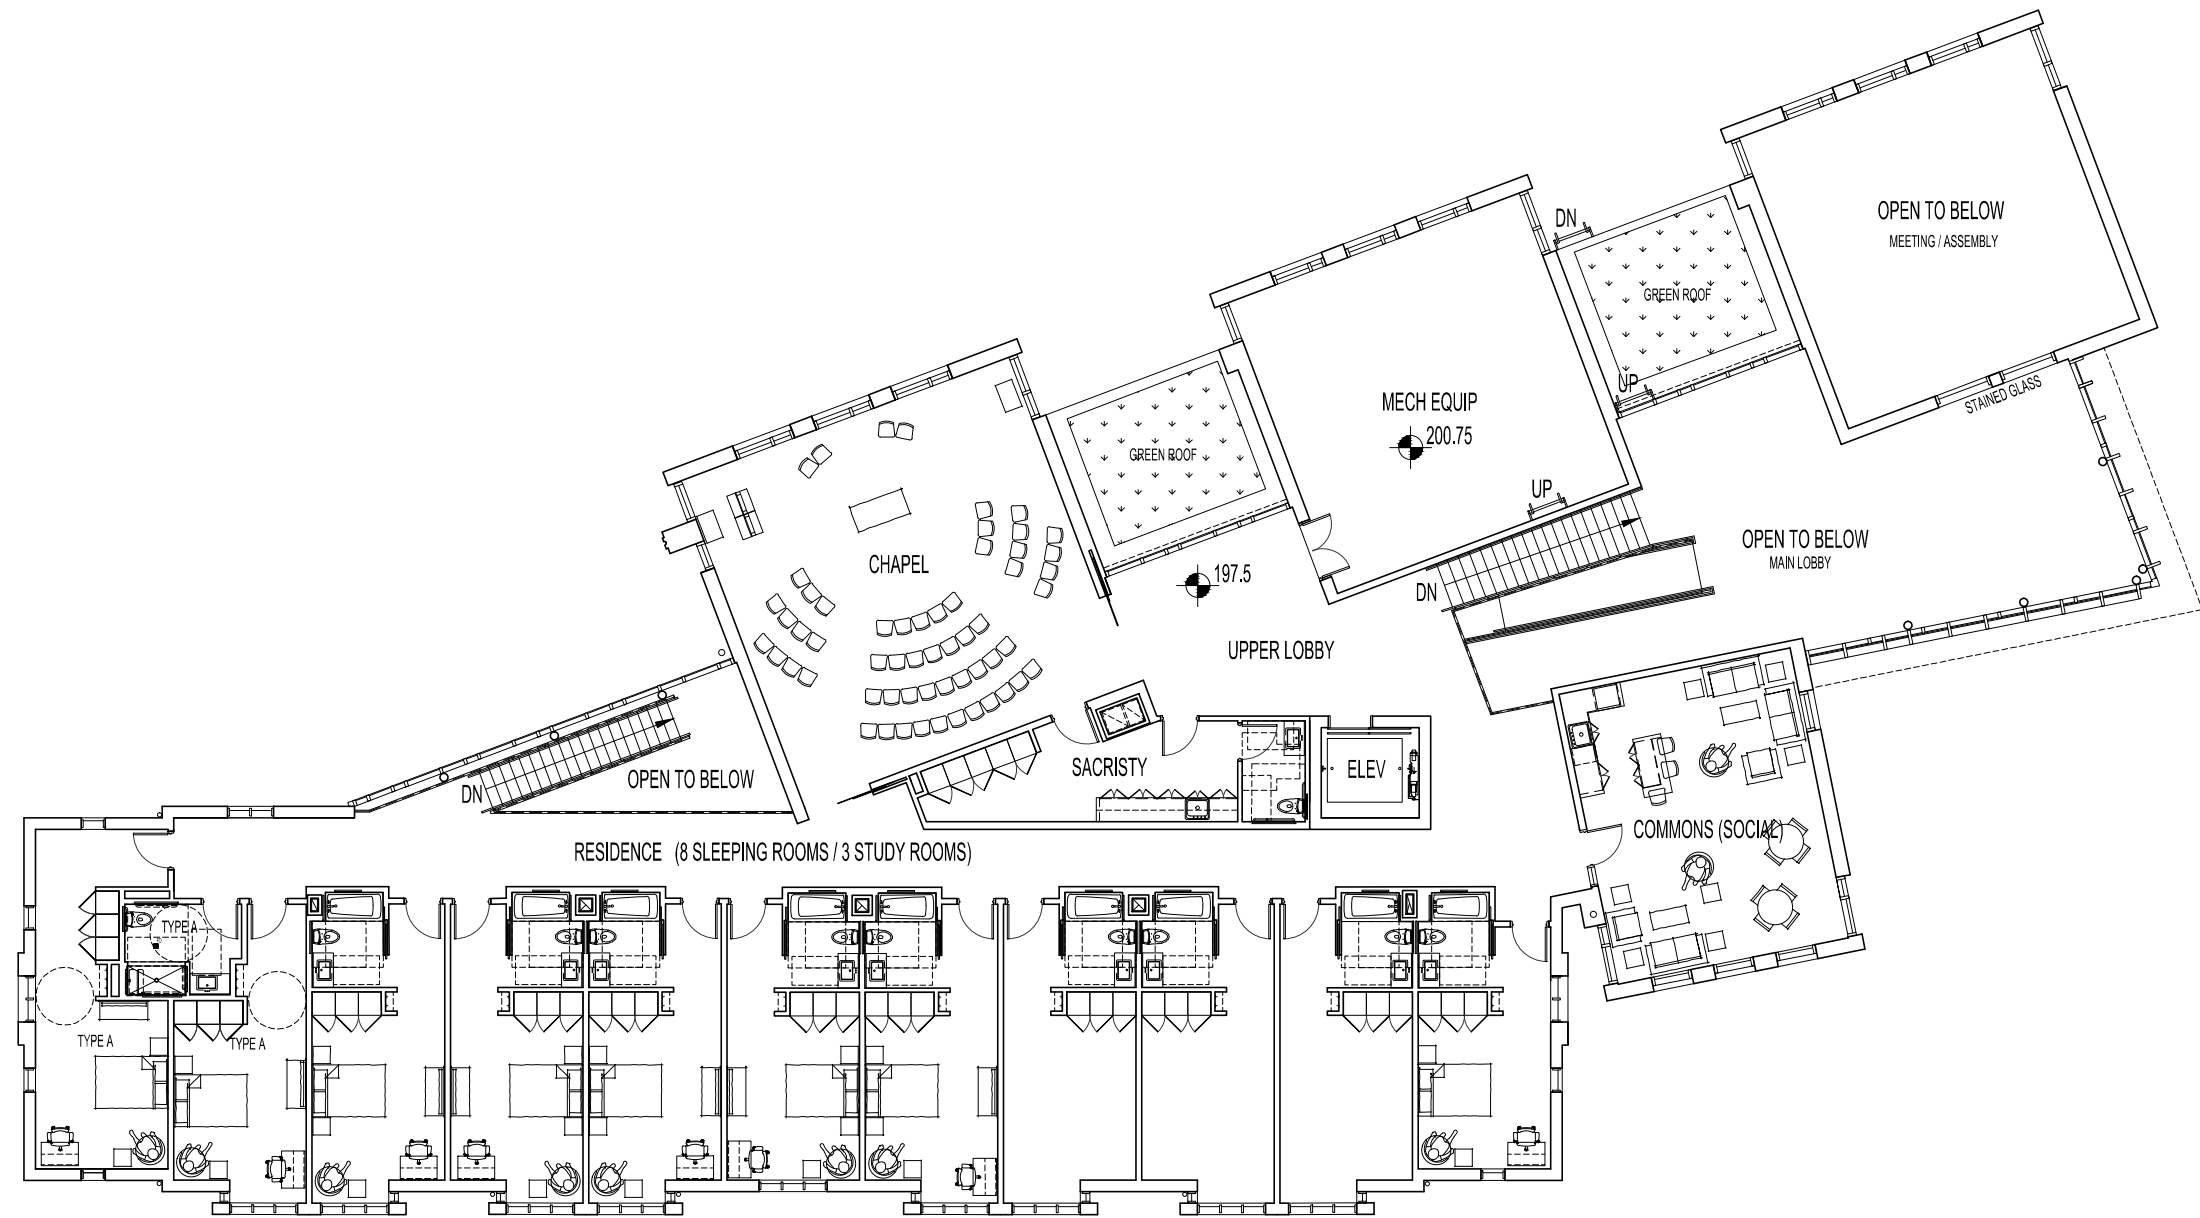 OPEN TO BELOW
MEETING / ASSEMBLY
DN
GREEN ROOF
UP
STAINED GLASS
MECH EQUIP
200.75
GREEN ROOF
UP
OPEN TO BELOW
MAIN LOBBY
CHAPEL
197.5
DN
UPPER LOBBY
SACRISTY
ELEV
OPEN TO BELOW
DN
COMMONS (SOCIAL)
RESIDENCE (8 SLEEPING ROOMS / 3 STUDY ROOMS)
TYPE A
TYPE A
TYPE A